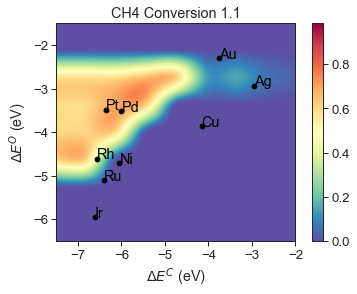 CH4 Conversion 1.1
−2
−3
−4
−5
−6
ΔE^O (eV)
Au
Ag
Pt
Pd
Cu
Rh
Ni
Ru
Ir
−7
−6
−5
−4
−3
−2
ΔE^C (eV)
0.8
0.6
0.4
0.2
0.0